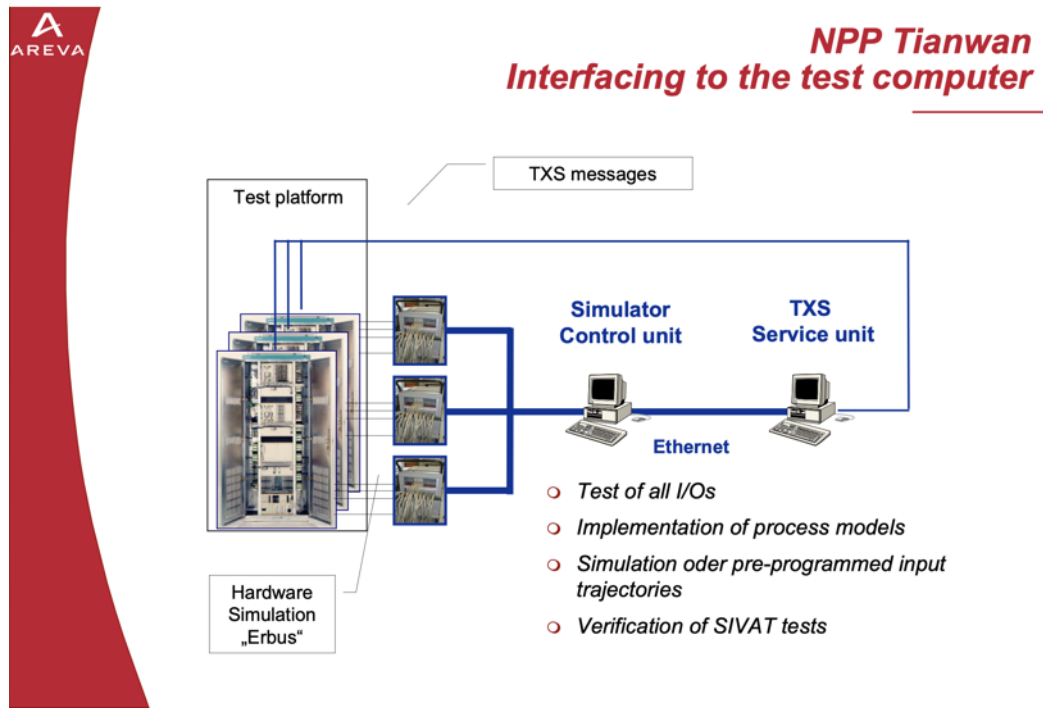 AREVA
NPP Tianwan
Interfacing to the test computer
TXS messages
Test platform
Simulator
Control unit
TXS
Service unit
Ethernet
Test of all I/Os
Implementation of process models
Simulation oder pre-programmed input
trajectories
Verification of SIVAT tests
Hardware
Simulation
„Erbus“